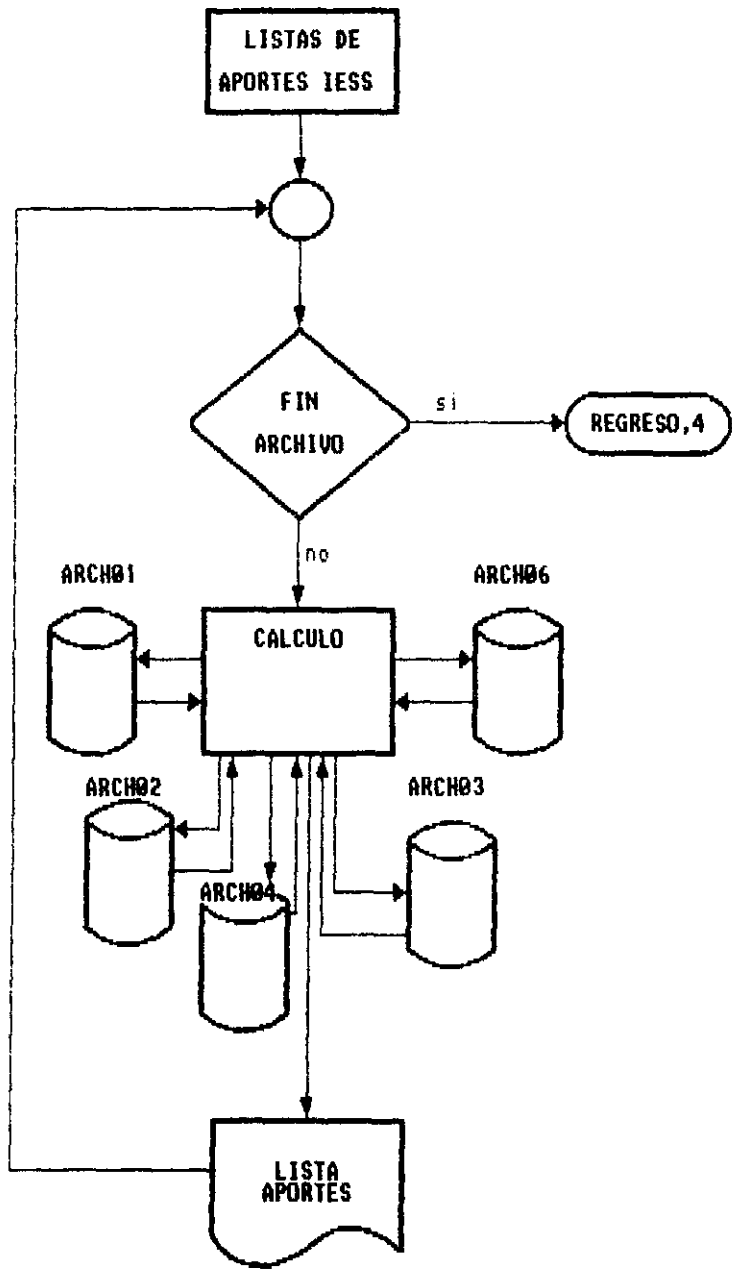 LISTAS DE
APORTES IESS
FIN
ARCHIVO
si
REGRESO,4
no
ARCH01
ARCH06
CALCULO
ARCH02
ARCH03
ARCH04
LISTA
APORTES